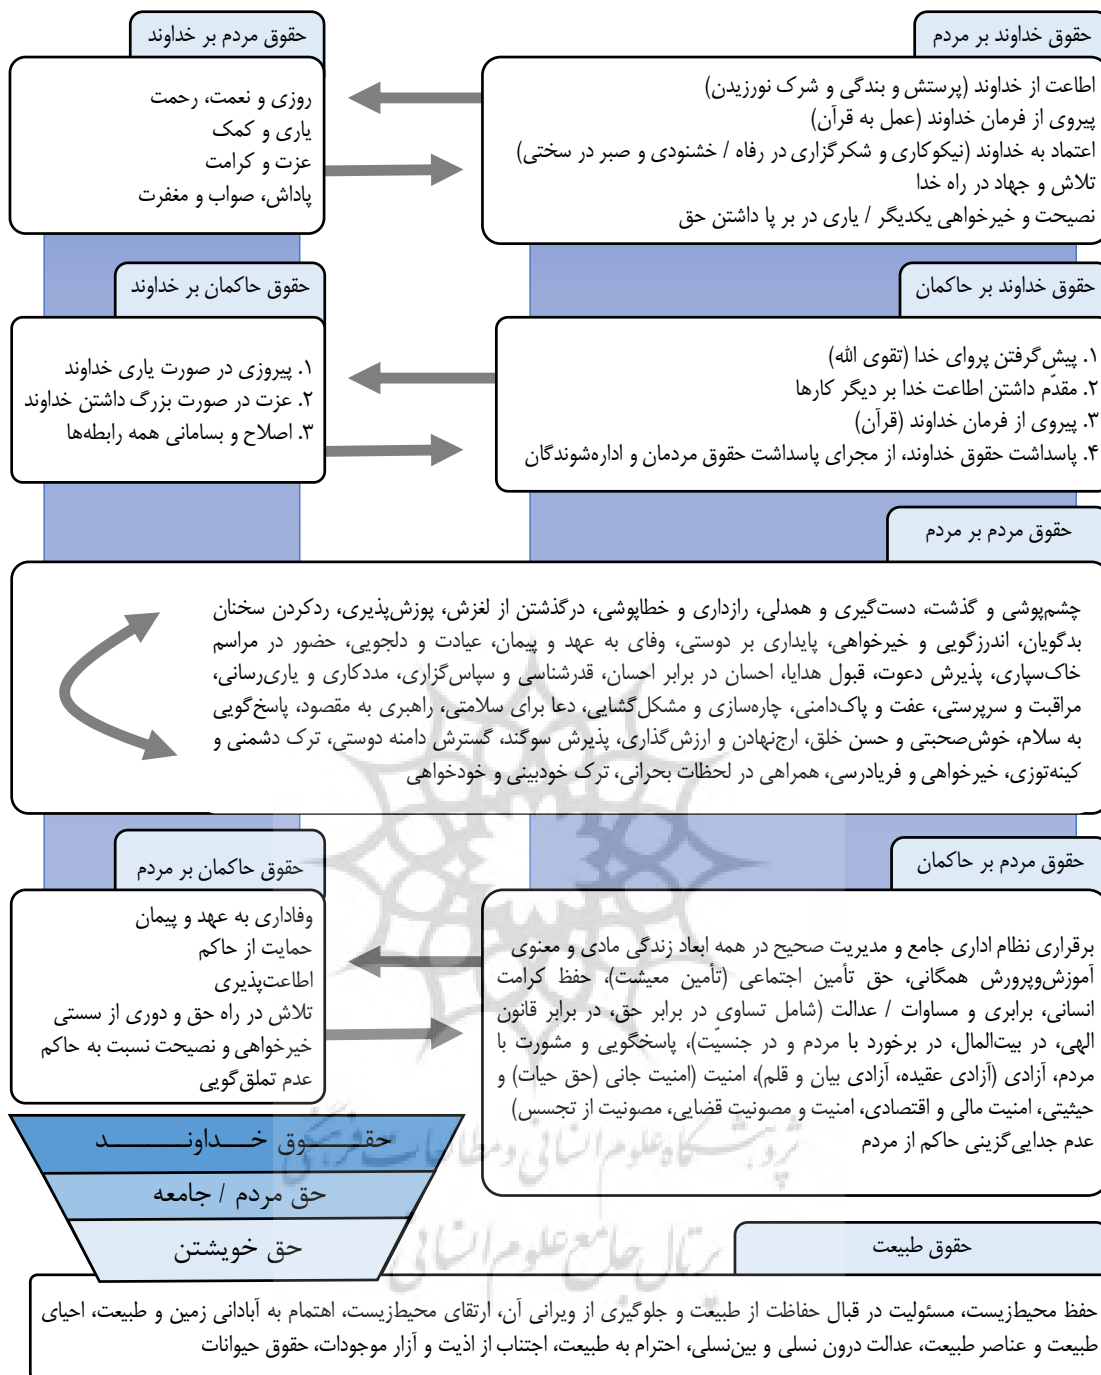 حقوق خداوند بر مردم
اطاعت از خداوند (پرستش و بندگی و شرک نورزیدن)
پیروی از فرمان خداوند (عمل به قرآن)
اعتماد به خداوند (نیکوکاری و شکرگزاری در رفاه / خشنودی و صبر در سختی)
تلاش و جهاد در راه خدا
نصیحت و خیرخواهی یکدیگر / یاری در بر پا داشتن حق
حقوق مردم بر خداوند
روزی و نعمت، رحمت
یاری و کمک
عزت و کرامت
پاداش، صواب و مغفرت
حقوق خداوند بر حاکمان
۱. پیش‌گرفتن پروای خدا (تقوی الله)
۲. مقدّم داشتن اطاعت خدا بر دیگر کارها
۳. پیروی از فرمان خداوند (قرآن)
۴. پاسداشت حقوق خداوند، از مجرای پاسداشت حقوق مردمان و اداره‌شوندگان
حقوق حاکمان بر خداوند
۱. پیروزی در صورت یاری خداوند
۲. عزت در صورت بزرگ داشتن خداوند
۳. اصلاح و بسامانی همه رابطه‌ها
حقوق مردم بر مردم
چشم‌پوشی و گذشت، دست‌گیری و همدلی، رازداری و خطاپوشی، درگذشتن از لغزش، پوزش‌پذیری، ردکردن سخنان
بدگویان، اندرزگویی و خیرخواهی، پایداری بر دوستی، وفای به عهد و پیمان، عیادت و دلجویی، حضور در مراسم
خاک‌سپاری، پذیرش دعوت، قبول هدایا، احسان در برابر احسان، قدرشناسی و سپاس‌گزاری، مددکاری و یاری‌رسانی،
مراقبت و سرپرستی، عفت و پاک‌دامنی، چاره‌سازی و مشکل‌گشایی، دعا برای سلامتی، راهبری به مقصود، پاسخ‌گویی
به سلام، خوش‌صحبتی و حسن خلق، ارج‌نهادن و ارزش‌گذاری، پذیرش سوگند، گسترش دامنه دوستی، ترک دشمنی و
کینه‌توزی، خیرخواهی و فریادرسی، همراهی در لحظات بحرانی، ترک خودبینی و خودخواهی
حقوق مردم بر حاکمان
برقراری نظام اداری جامع و مدیریت صحیح در همه ابعاد زندگی مادی و معنوی
آموزش‌وپرورش همگانی، حق تأمین اجتماعی (تأمین معیشت)، حفظ کرامت
انسانی، برابری و مساوات / عدالت (شامل تساوی در برابر حق، در برابر قانون
الهی، در بیت‌المال، در برخورد با مردم و در جنسیّت)، پاسخگویی و مشورت با
مردم، آزادی (آزادی عقیده، آزادی بیان و قلم)، امنیت (امنیت جانی (حق حیات) و
حیثیتی، امنیت مالی و اقتصادی، امنیت و مصونیت قضایی، مصونیت از تجسس)
عدم جدایی‌گزینی حاکم از مردم
حقوق حاکمان بر مردم
وفاداری به عهد و پیمان
حمایت از حاکم
اطاعت‌پذیری
تلاش در راه حق و دوری از سستی
خیرخواهی و نصیحت نسبت به حاکم
عدم تملق‌گویی
حقـــوق خـــداونـــد
حق مردم / جامعه
حق خویشتن
پژوهشگاه علوم انسانی و مطالعات فرهنگی
پرتال جامع علوم انسانی
حقوق طبیعت
حفظ محیط‌زیست، مسئولیت در قبال حفاظت از طبیعت و جلوگیری از ویرانی آن، ارتقای محیط‌زیست، اهتمام به آبادانی زمین و طبیعت، احیای
طبیعت و عناصر طبیعت، عدالت درون نسلی و بین‌نسلی، احترام به طبیعت، اجتناب از اذیت و آزار موجودات، حقوق حیوانات